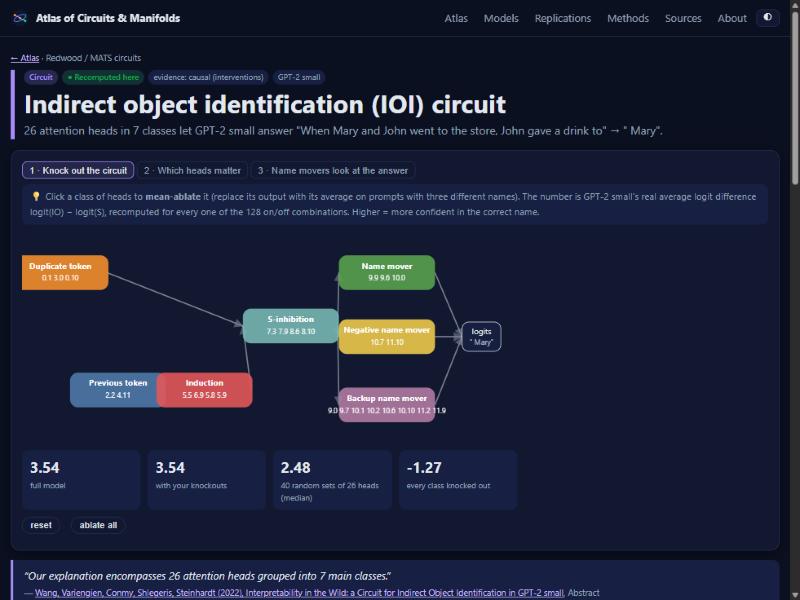 Atlas of Circuits & Manifolds
Atlas Models Replications Methods Sources About
← Atlas · Redwood / MATS circuits
Circuit • Recomputed here evidence: causal (interventions) GPT-2 small
Indirect object identification (IOI) circuit
26 attention heads in 7 classes let GPT-2 small answer "When Mary and John went to the store, John gave a drink to" → " Mary".
1 · Knock out the circuit 2 · Which heads matter 3 · Name movers look at the answer
💡 Click a class of heads to mean-ablate it (replace its output with its average on prompts with three different names). The number is GPT-2 small's real average logit difference
logit(IO) − logit(S), recomputed for every one of the 128 on/off combinations. Higher = more confident in the correct name.
Duplicate token
0.1 3.0 0.10
Name mover
9.9 9.6 10.0
S-inhibition
7.3 7.9 8.6 8.10
Negative name mover
10.7 11.10
logits
" Mary"
Previous token
2.2 4.11
Induction
5.5 6.9 5.8 5.9
Backup name mover
9.0 9.7 10.1 10.2 10.6 10.10 11.2 11.9
3.54
full model
3.54
with your knockouts
2.48
40 random sets of 26 heads
(median)
-1.27
every class knocked out
reset ablate all
"Our explanation encompasses 26 attention heads grouped into 7 main classes."
— Wang, Variengien, Conmy, Shlegeris, Steinhardt (2022), Interpretability in the Wild: a Circuit for Indirect Object Identification in GPT-2 small, Abstract